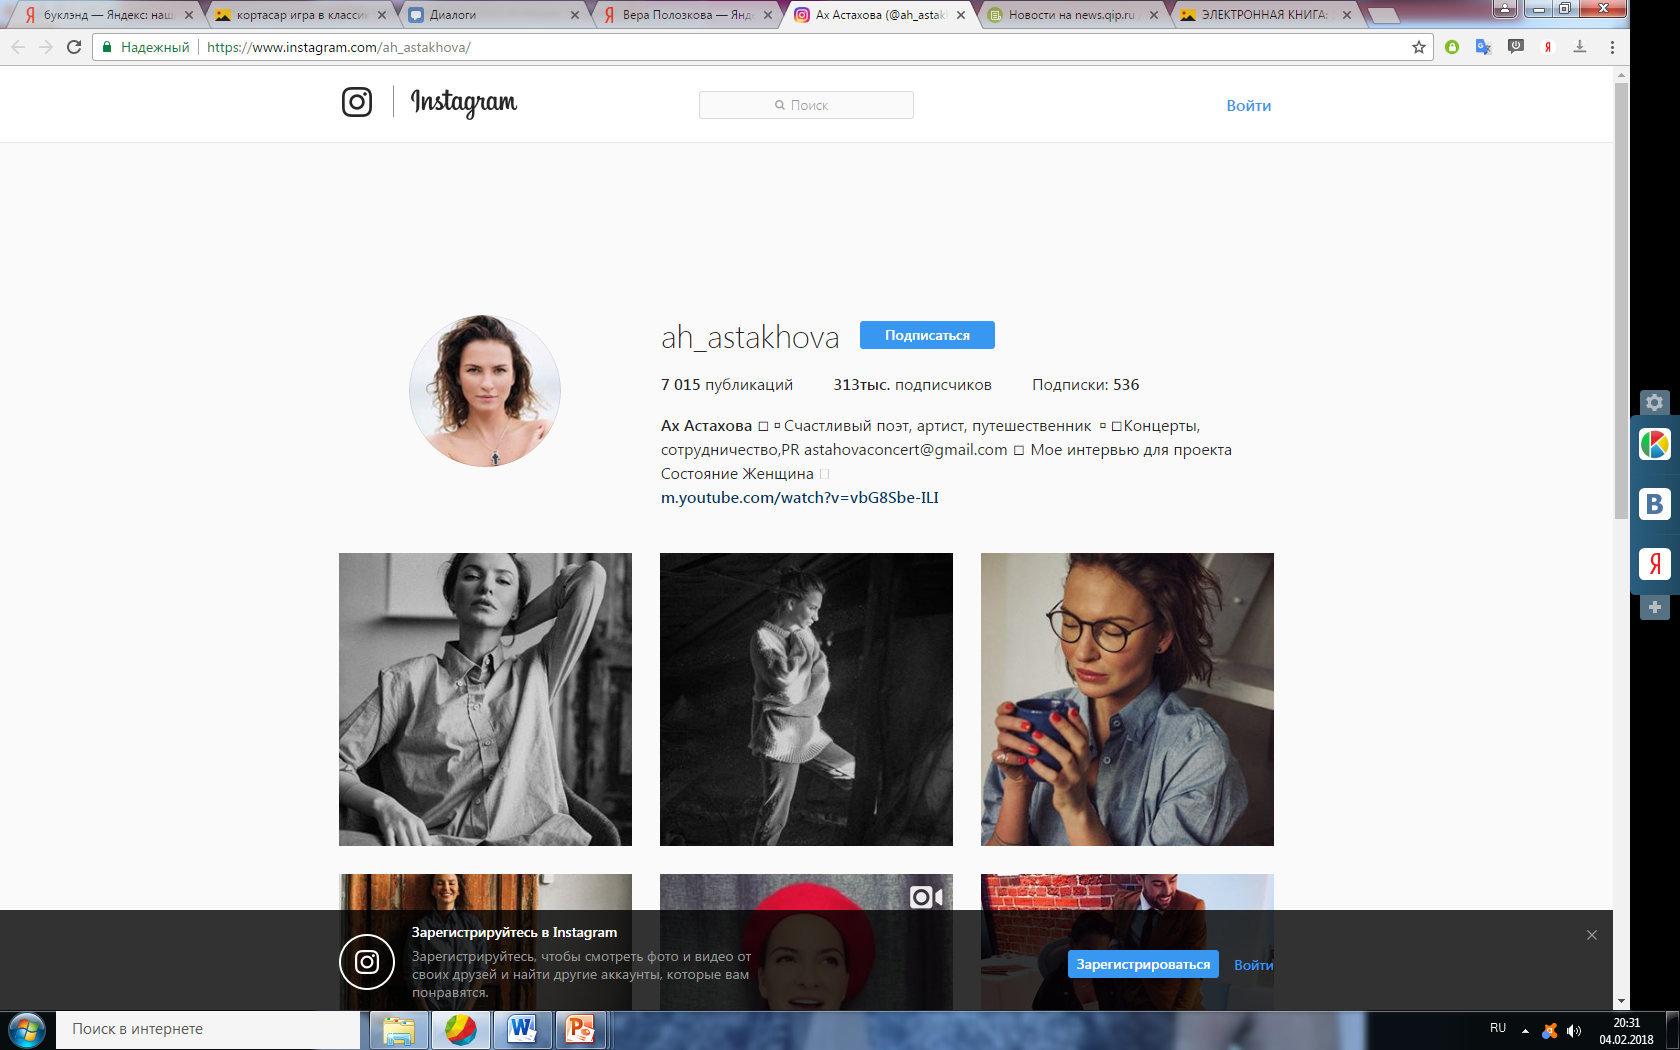 буклэнд — Яндекс: наш
кортасар игра в классик
Диалоги
Вера Полозкова — Янд
Ах Астахова (@ah_astak
Новости на news.qip.ru
ЭЛЕКТРОННАЯ КНИГА:
Надежный
https://www.instagram.com/ah_astakhova/
Instagram
Поиск
Войти
ah_astakhova
Подписаться
7 015 публикаций
313тыс. подписчиков
Подписки: 536
Ах Астахова Счастливый поэт, артист, путешественник Концерты,
сотрудничество,PR astahovaconcert@gmail.com Мое интервью для проекта
Состояние Женщина
m.youtube.com/watch?v=vbG8Sbe-ILI
Зарегистрируйтесь в Instagram
Зарегистрируйтесь, чтобы смотреть фото и видео от
своих друзей и найти другие аккаунты, которые вам
понравятся.
Зарегистрироваться
Войти
Поиск в интернете
RU
20:31
04.02.2018